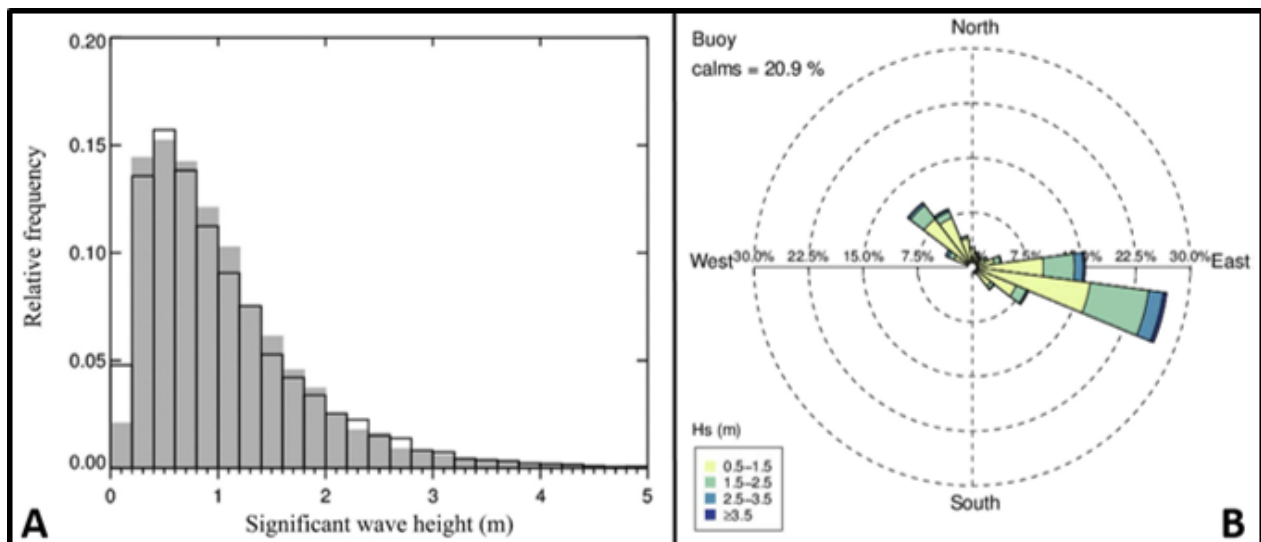 0.20
0.15
0.10
0.05
0.00
Relative frequency
0 1 2 3 4 5
Significant wave height (m)
A
Buoy
calms = 20.9 %
North
West 30.0% 22.5% 15.0% 7.5% 7.5% 22.5% 30.0% East
South
Hs (m)
0.5–1.5
1.5–2.5
2.5–3.5
≥3.5
B